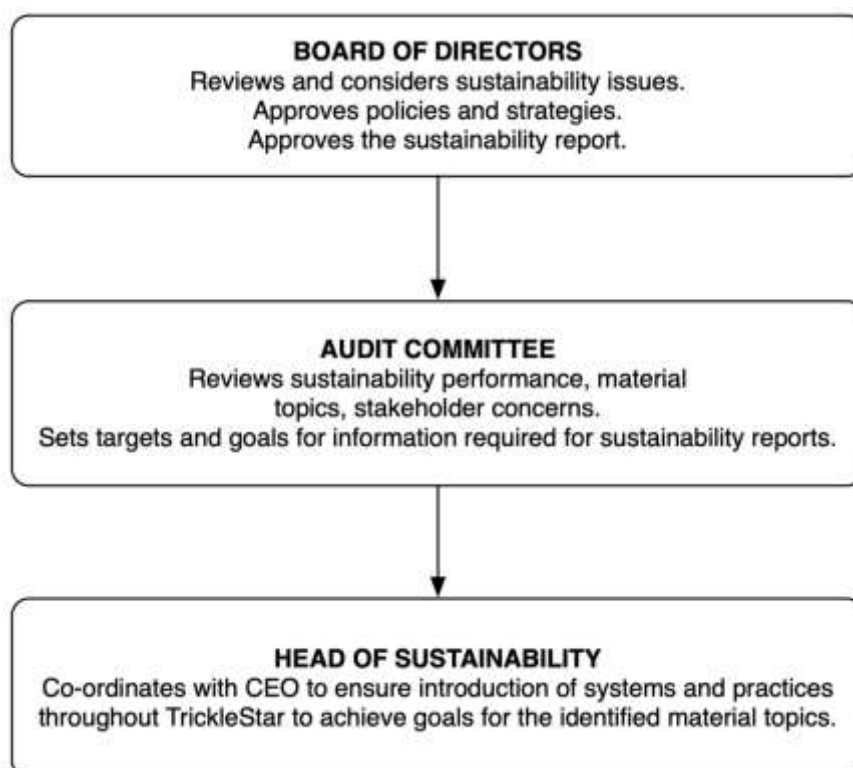 BOARD OF DIRECTORS
Reviews and considers sustainability issues.
Approves policies and strategies.
Approves the sustainability report.
AUDIT COMMITTEE
Reviews sustainability performance, material
topics, stakeholder concerns.
Sets targets and goals for information required for sustainability reports.
HEAD OF SUSTAINABILITY
Co-ordinates with CEO to ensure introduction of systems and practices
throughout TrickleStar to achieve goals for the identified material topics.